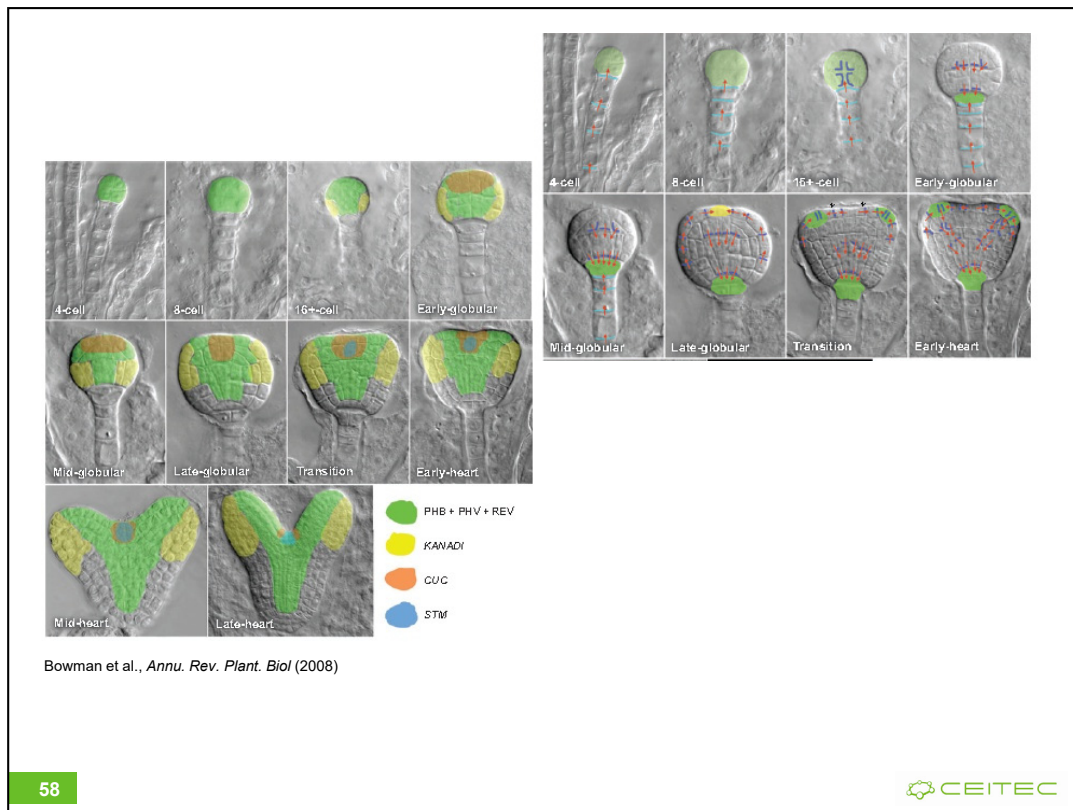 4-cell
8-cell
16+-cell
Early-globular
Mid-globular
Late-globular
Transition
Early-heart
Mid-heart
Late-heart
PHB + PHV + REV
KANADI
CUC
STM
4-cell
8-cell
16+-cell
Early-globular
Mid-globular
Late-globular
Transition
Early-heart
Bowman et al., Annu. Rev. Plant. Biol (2008)
58
CEITEC